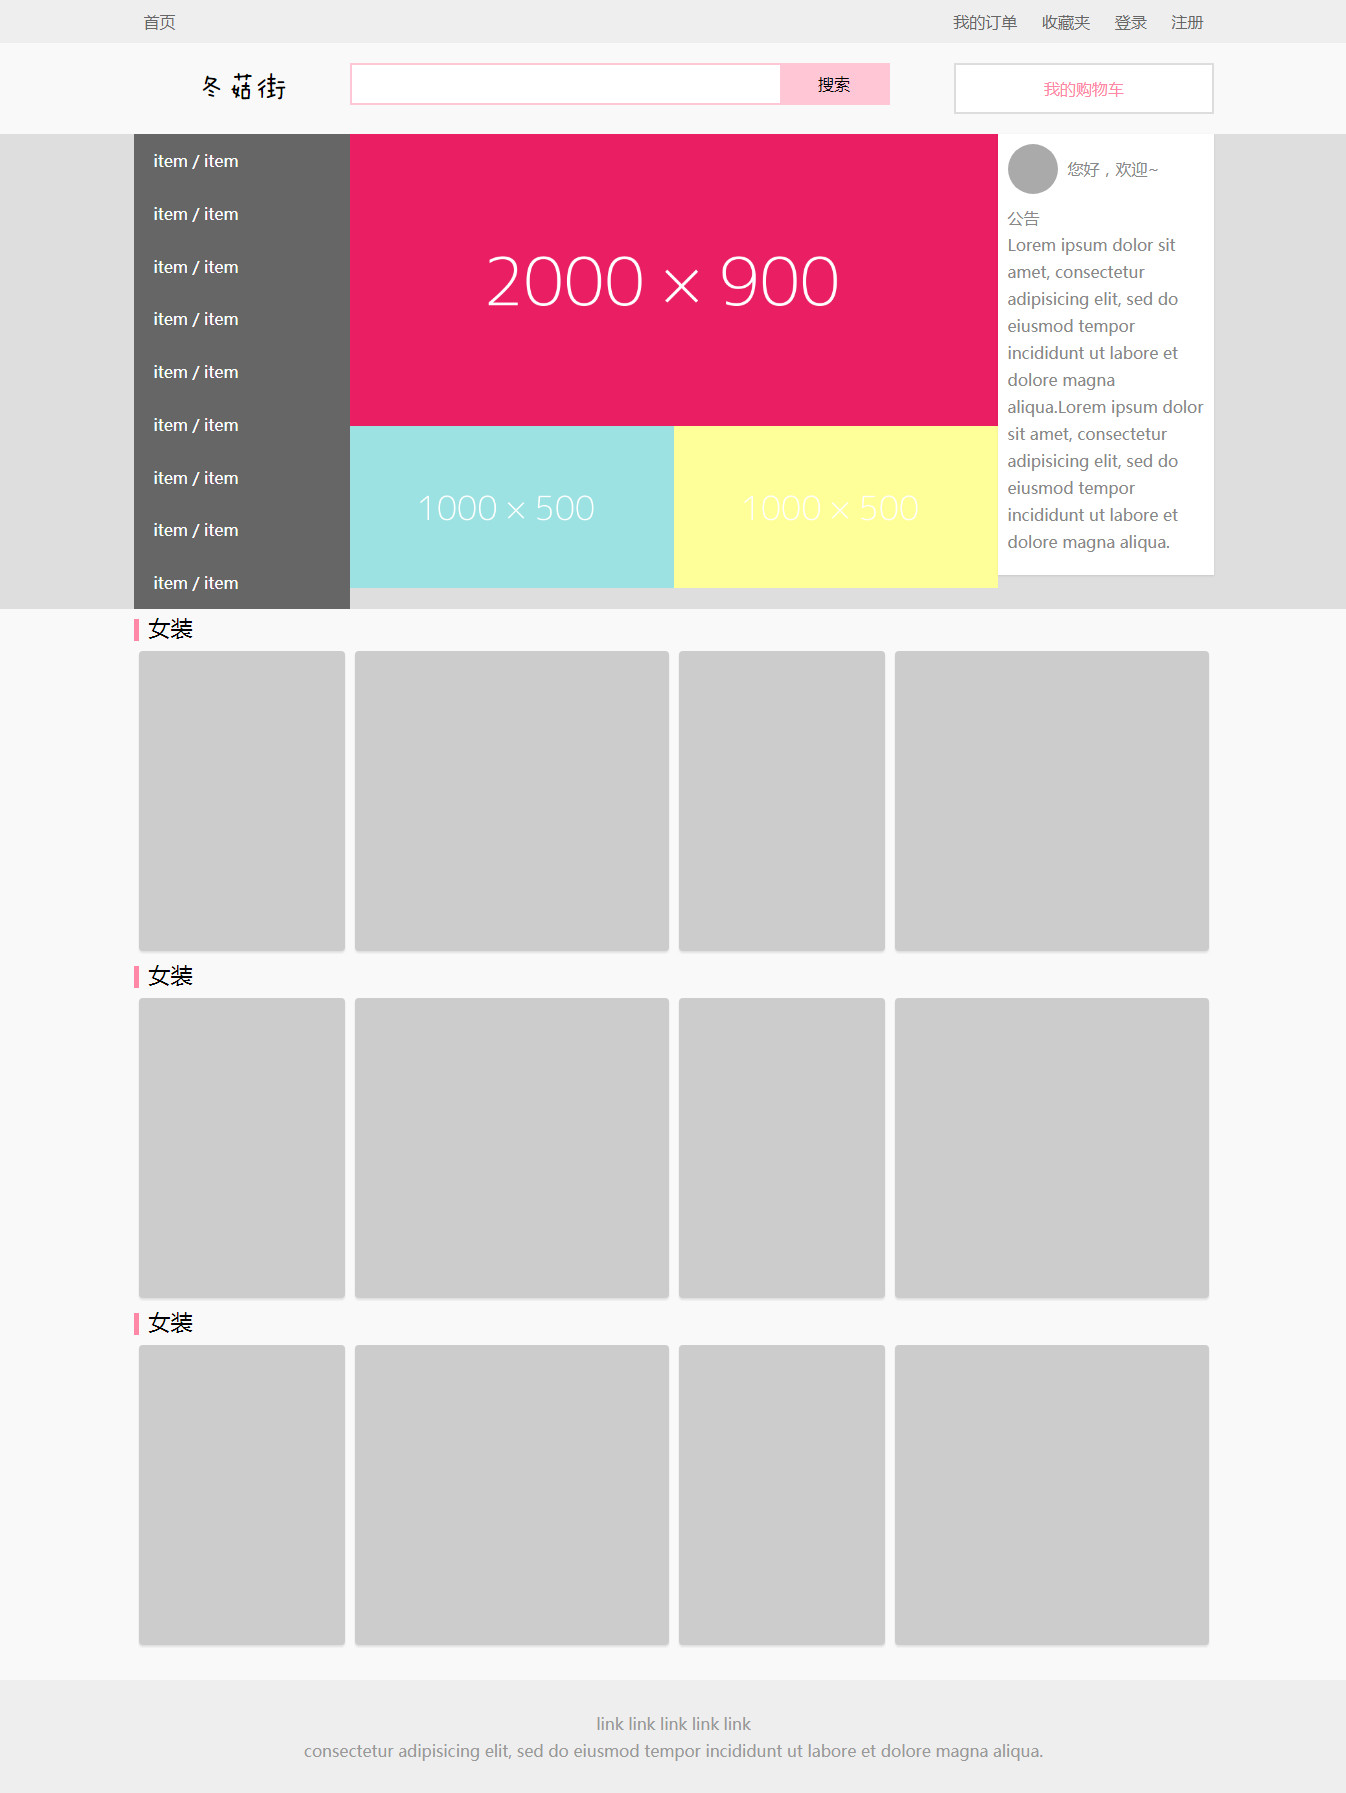 首页 我的订单 收藏夹 登录 注册
冬菇街 搜索 我的购物车
item / item
item / item
item / item
item / item
item / item
item / item
item / item
item / item
item / item
2000 × 900
1000 × 500
1000 × 500
您好，欢迎~
公告
Lorem ipsum dolor sit
amet, consectetur
adipisicing elit, sed do
eiusmod tempor
incididunt ut labore et
dolore magna
aliqua.Lorem ipsum dolor
sit amet, consectetur
adipisicing elit, sed do
eiusmod tempor
incididunt ut labore et
dolore magna aliqua.
女装
女装
女装
link link link link link
consectetur adipisicing elit, sed do eiusmod tempor incididunt ut labore et dolore magna aliqua.